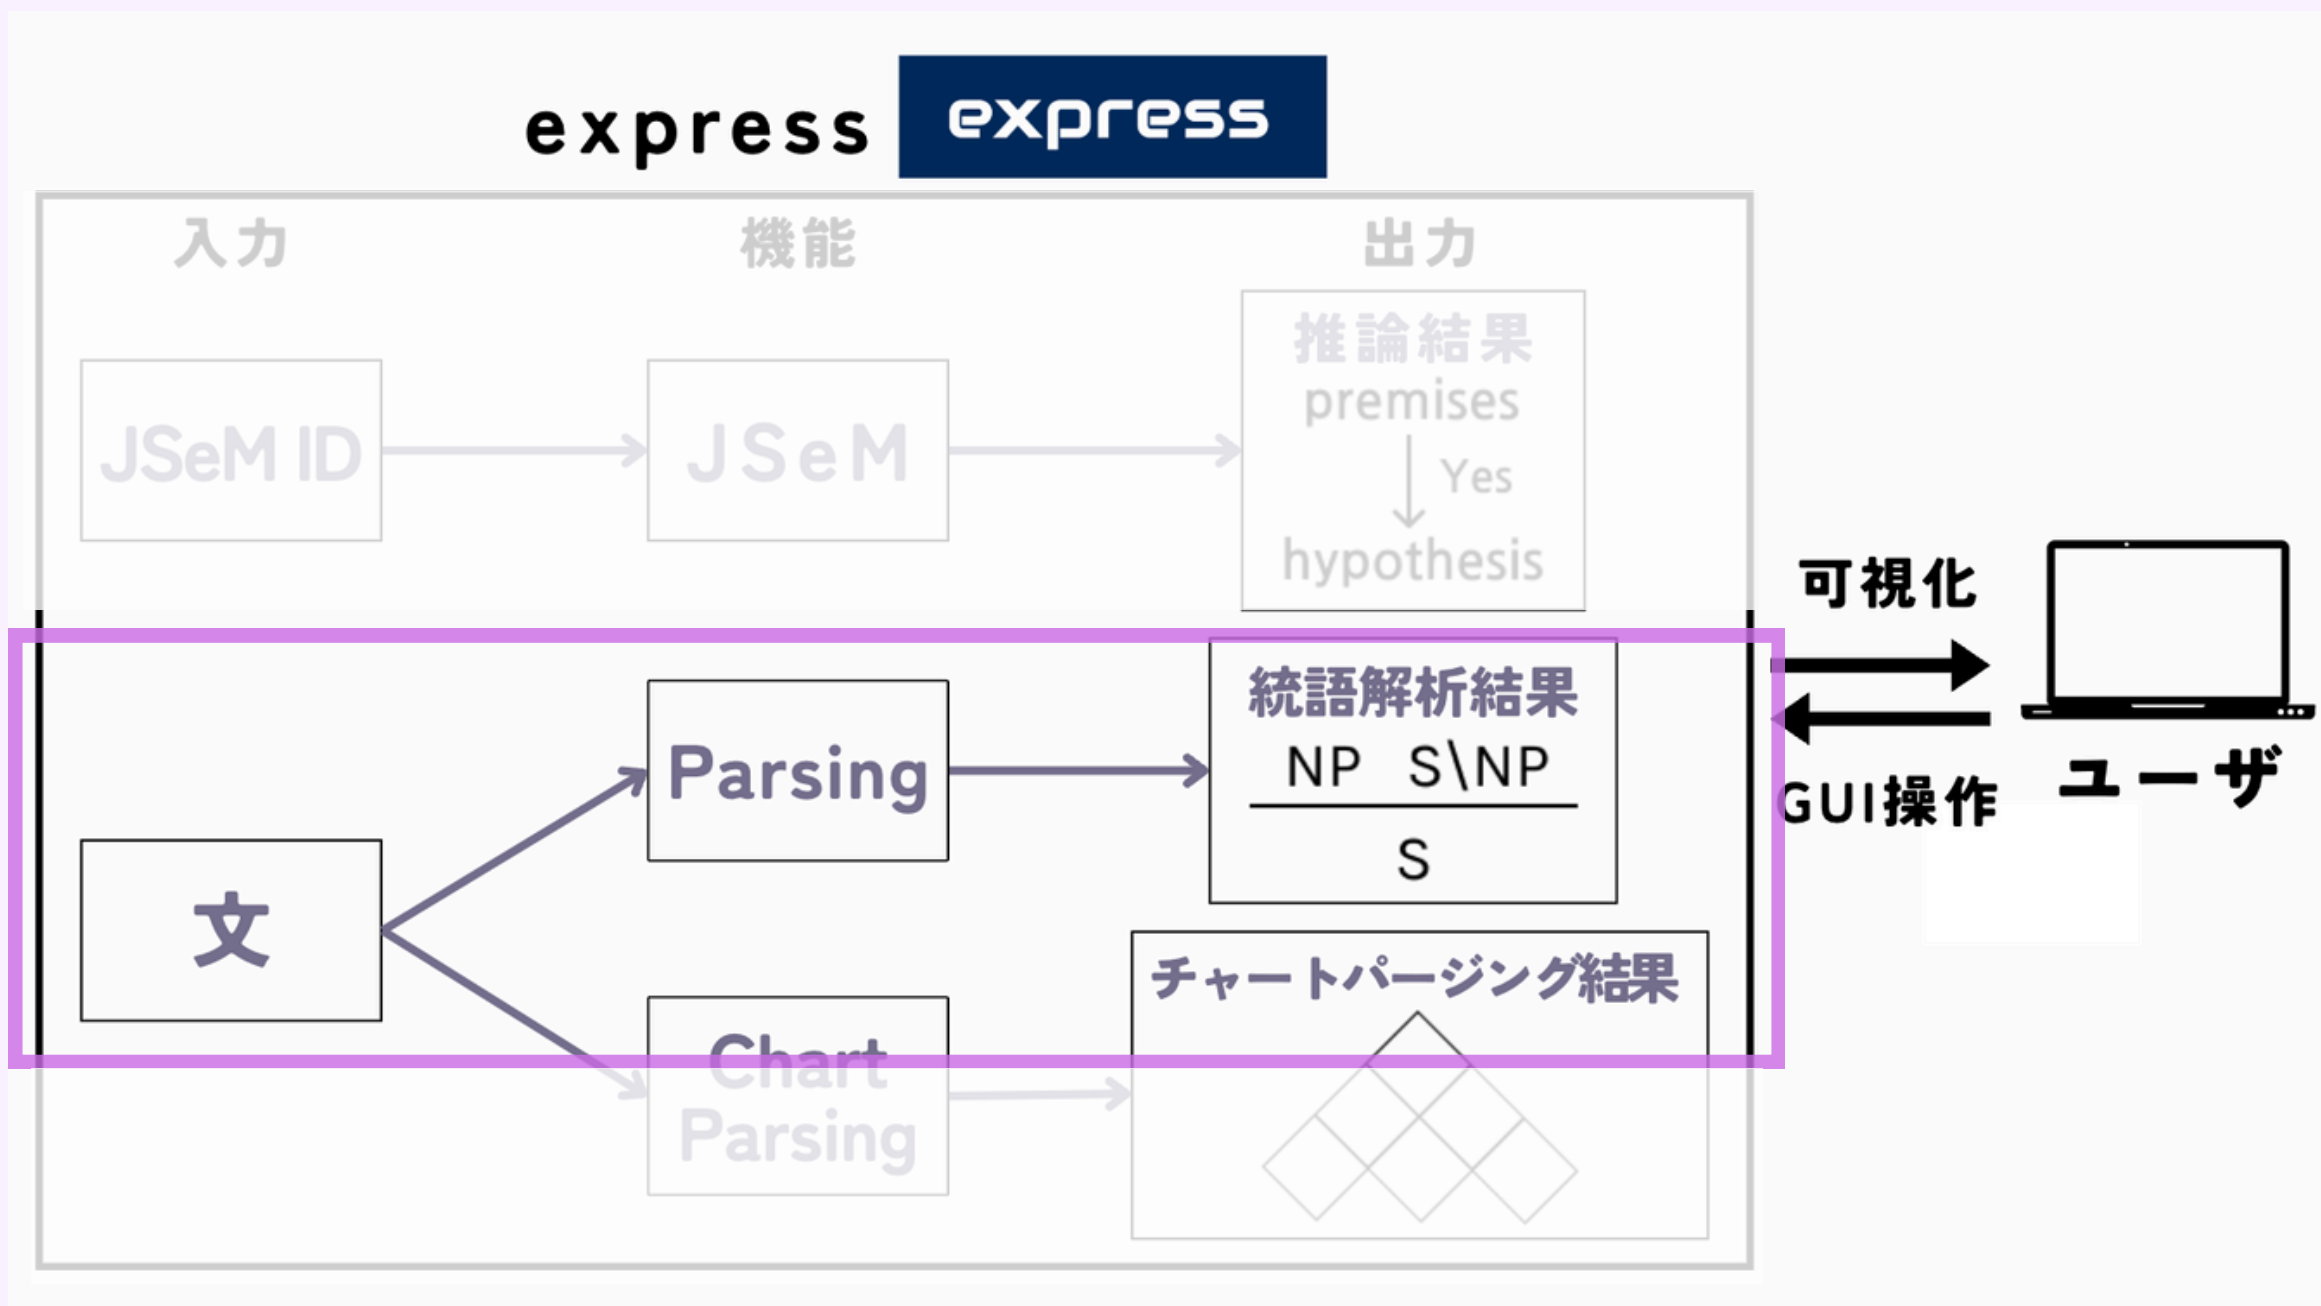 express
express
入力 機能 出力
推論結果
premises
JSeM ID
JSeM
Yes
hypothesis
可視化
統語解析結果
Parsing
NP S\NP
S
GUI操作
ユーザ
文
チャートパージング結果
Chart
Parsing